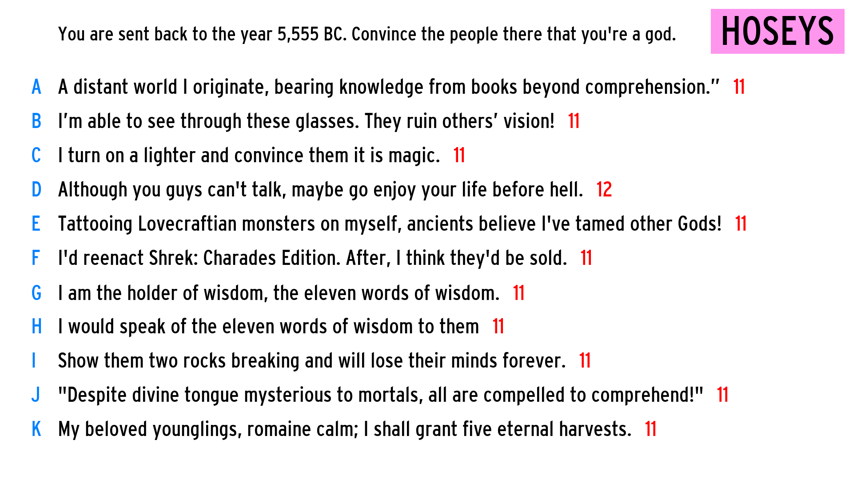 You are sent back to the year 5,555 BC. Convince the people there that you're a god.
HOSEYS
A A distant world I originate, bearing knowledge from books beyond comprehension.” 11
B I’m able to see through these glasses. They ruin others’ vision! 11
C I turn on a lighter and convince them it is magic. 11
D Although you guys can't talk, maybe go enjoy your life before hell. 12
E Tattooing Lovecraftian monsters on myself, ancients believe I've tamed other Gods! 11
F I'd reenact Shrek: Charades Edition. After, I think they'd be sold. 11
G I am the holder of wisdom, the eleven words of wisdom. 11
H I would speak of the eleven words of wisdom to them 11
I Show them two rocks breaking and will lose their minds forever. 11
J "Despite divine tongue mysterious to mortals, all are compelled to comprehend!" 11
K My beloved younglings, romaine calm; I shall grant five eternal harvests. 11